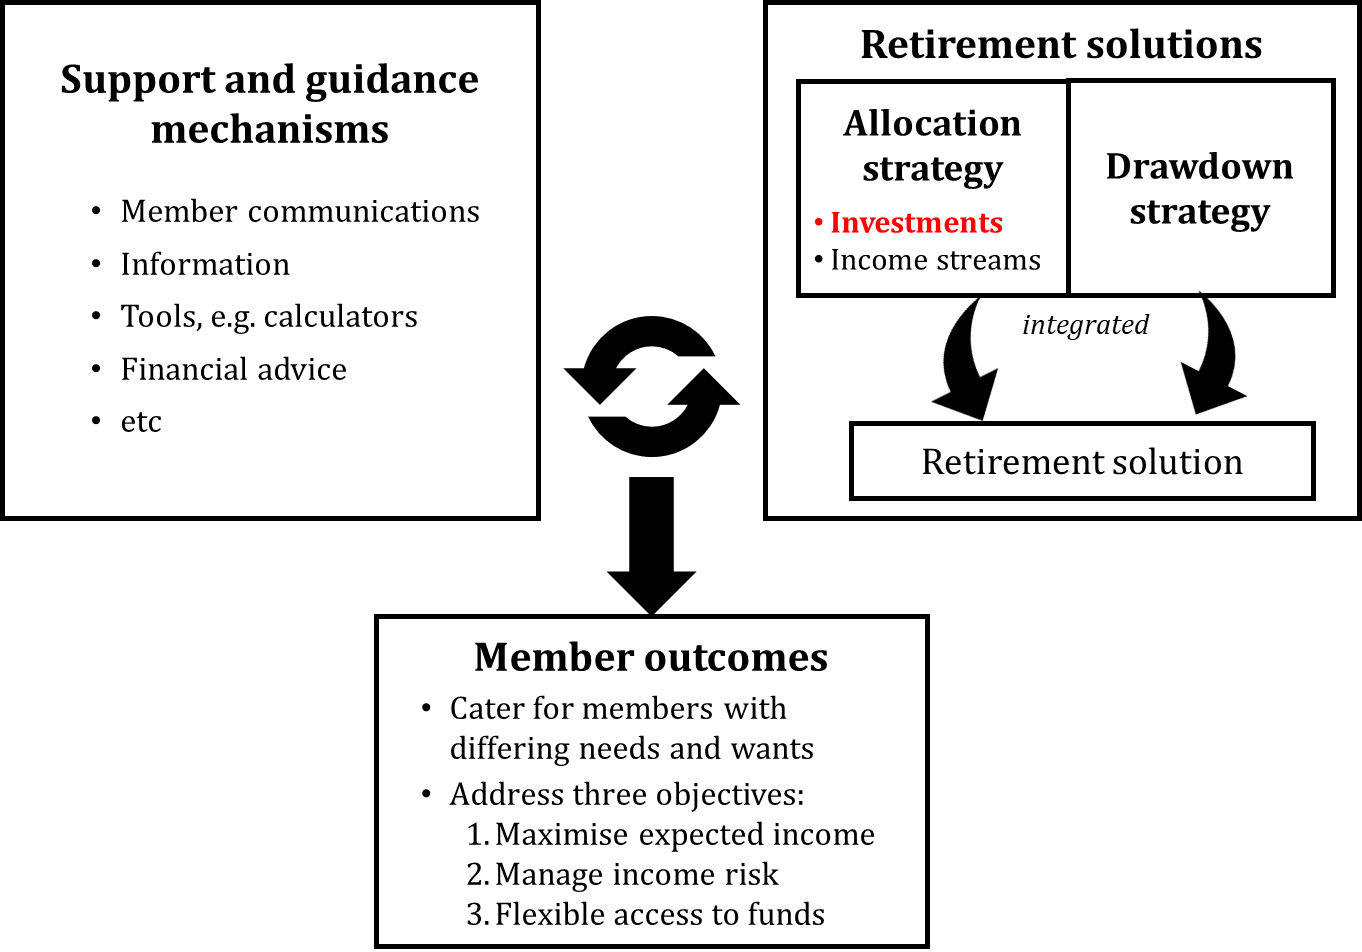 Support and guidance
mechanisms
• Member communications
• Information
• Tools, e.g. calculators
• Financial advice
• etc
Retirement solutions
Allocation
strategy
• Investments
• Income streams
Drawdown
strategy
integrated
Retirement solution
Member outcomes
• Cater for members with
differing needs and wants
• Address three objectives:
1. Maximise expected income
2. Manage income risk
3. Flexible access to funds